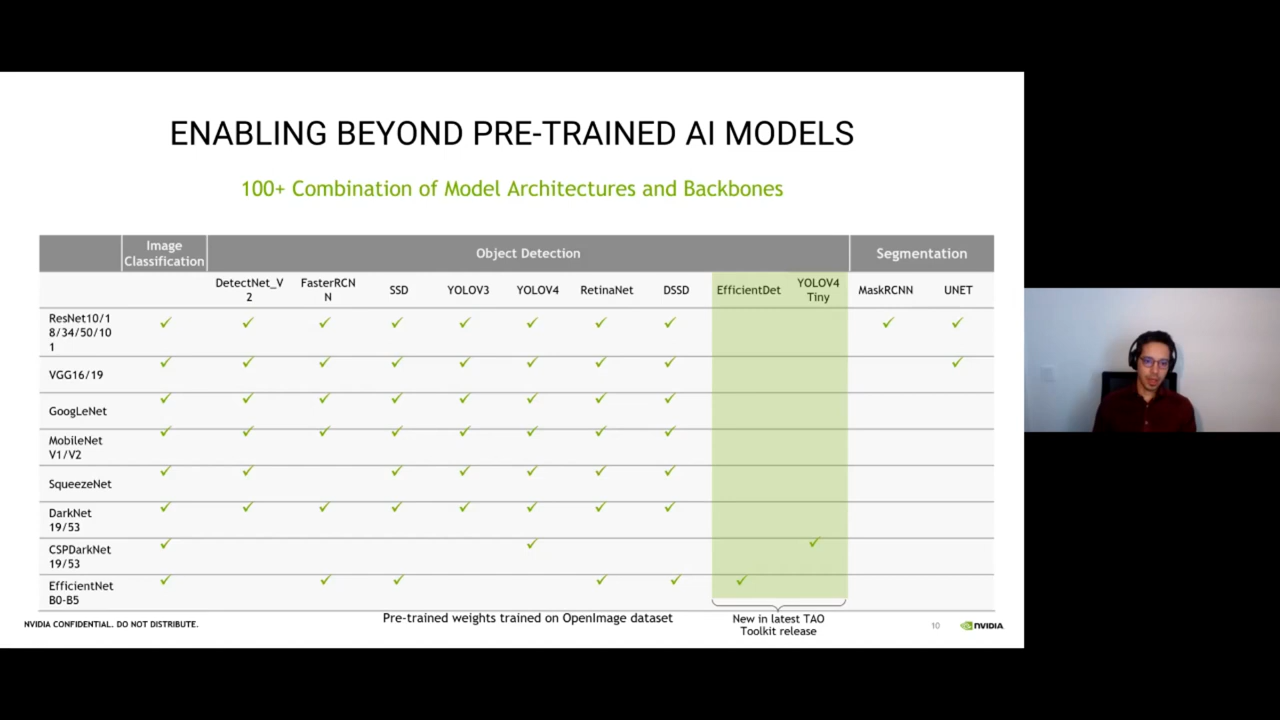 ENABLING BEYOND PRE-TRAINED AI MODELS
100+ Combination of Model Architectures and Backbones
Image
Classification
Object Detection
Segmentation
DetectNet_V
2
FasterRCN
N
SSD
YOLOV3
YOLOV4
RetinaNet
DSSD
EfficientDet
YOLOV4
Tiny
MaskRCNN
UNET
ResNet10/1
8/34/50/10
1
VGG16/19
GoogLeNet
MobileNet
V1/V2
SqueezeNet
DarkNet
19/53
CSPDarkNet
19/53
EfficientNet
B0-B5
Pre-trained weights trained on OpenImage dataset
New in latest TAO
Toolkit release
NVIDIA CONFIDENTIAL. DO NOT DISTRIBUTE.
10
NVIDIA